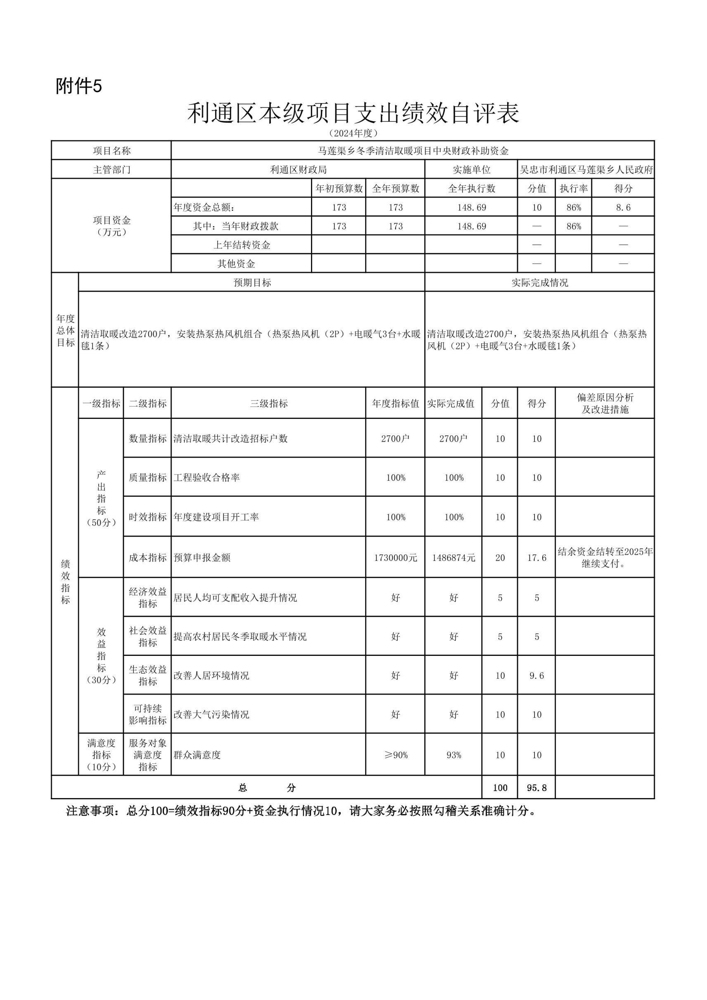 附件5
利通区本级项目支出绩效自评表
（2024年度）
项目名称 马莲渠乡冬季清洁取暖项目中央财政补助资金
主管部门 利通区财政局 实施单位 吴忠市利通区马莲渠乡人民政府
项目资金
（万元）
年初预算数 全年预算数 全年执行数 分值 执行率 得分
年度资金总额： 173 173 148.69 10 86% 8.6
其中：当年财政拨款 173 173 148.69 — 86% —
上年结转资金 — —
其他资金 — —
年度
总体
目标
预期目标 实际完成情况
清洁取暖改造2700户，安装热泵热风机组合（热泵热风机（2P）+电暖气3台+水暖
毯1条）
清洁取暖改造2700户，安装热泵热风机组合（热泵热
风机（2P）+电暖气3台+水暖毯1条）
绩
效
指
标
一级指标 二级指标 三级指标 年度指标值 实际完成值 分值 得分 偏差原因分析
及改进措施
产
出
指
标
（50分）
数量指标 清洁取暖共计改造招标户数 2700户 2700户 10 10
质量指标 工程验收合格率 100% 100% 10 10
时效指标 年度建设项目开工率 100% 100% 10 10
成本指标 预算申报金额 1730000元 1486874元 20 17.6 结余资金结转至2025年
继续支付。
效
益
指
标
（30分）
经济效益
指标
居民人均可支配收入提升情况 好 好 5 5
社会效益
指标
提高农村居民冬季取暖水平情况 好 好 5 5
生态效益
指标
改善人居环境情况 好 好 10 9.6
可持续
影响指标
改善大气污染情况 好 好 10 10
满意度
指标
（10分）
服务对象
满意度
指标
群众满意度 ≥90% 93% 10 10
总 分 100 95.8
注意事项：总分100=绩效指标90分+资金执行情况10，请大家务必按照勾稽关系准确计分。